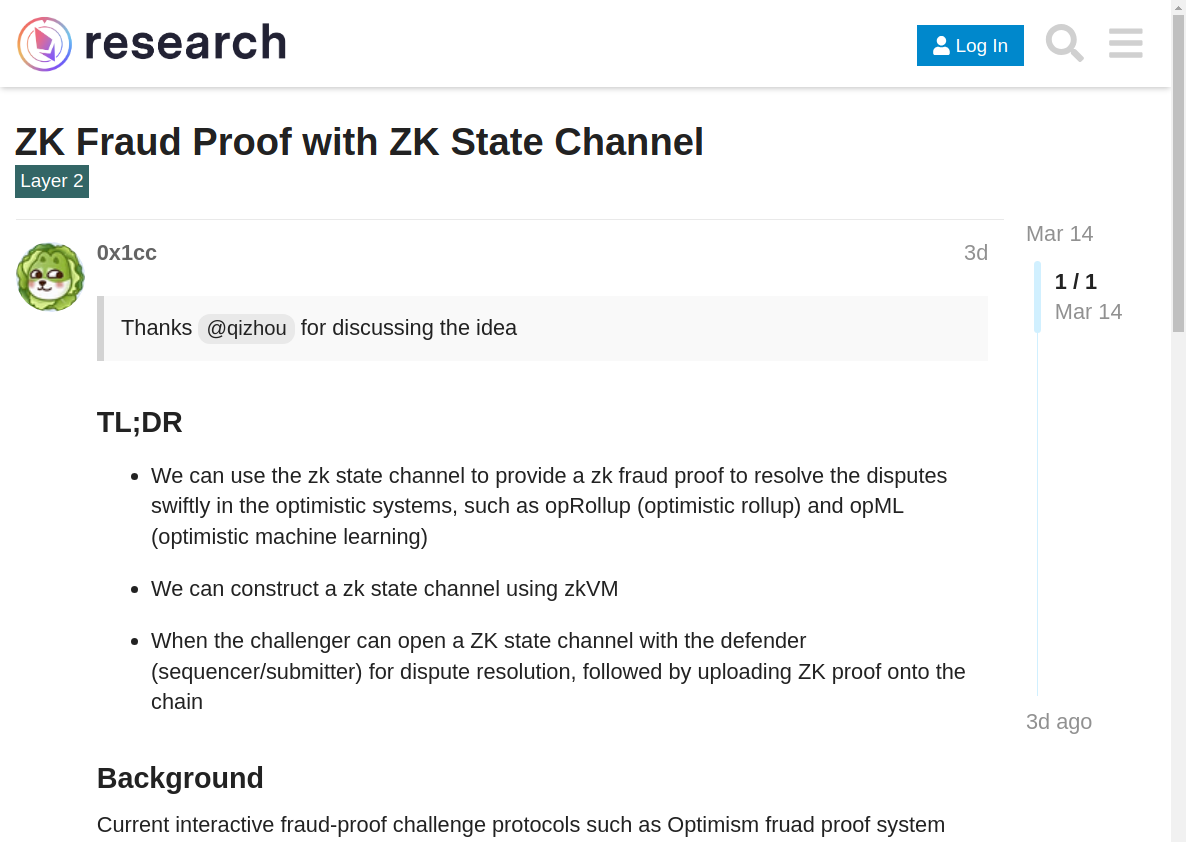 research
Log In
ZK Fraud Proof with ZK State Channel
Layer 2
0x1cc
3d
Thanks @qizhou for discussing the idea
TL;DR
We can use the zk state channel to provide a zk fraud proof to resolve the disputes
swiftly in the optimistic systems, such as opRollup (optimistic rollup) and opML
(optimistic machine learning)
We can construct a zk state channel using zkVM
When the challenger can open a ZK state channel with the defender
(sequencer/submitter) for dispute resolution, followed by uploading ZK proof onto the
chain
Background
Current interactive fraud-proof challenge protocols such as Optimism fruad proof system
Mar 14
1 / 1
Mar 14
3d ago